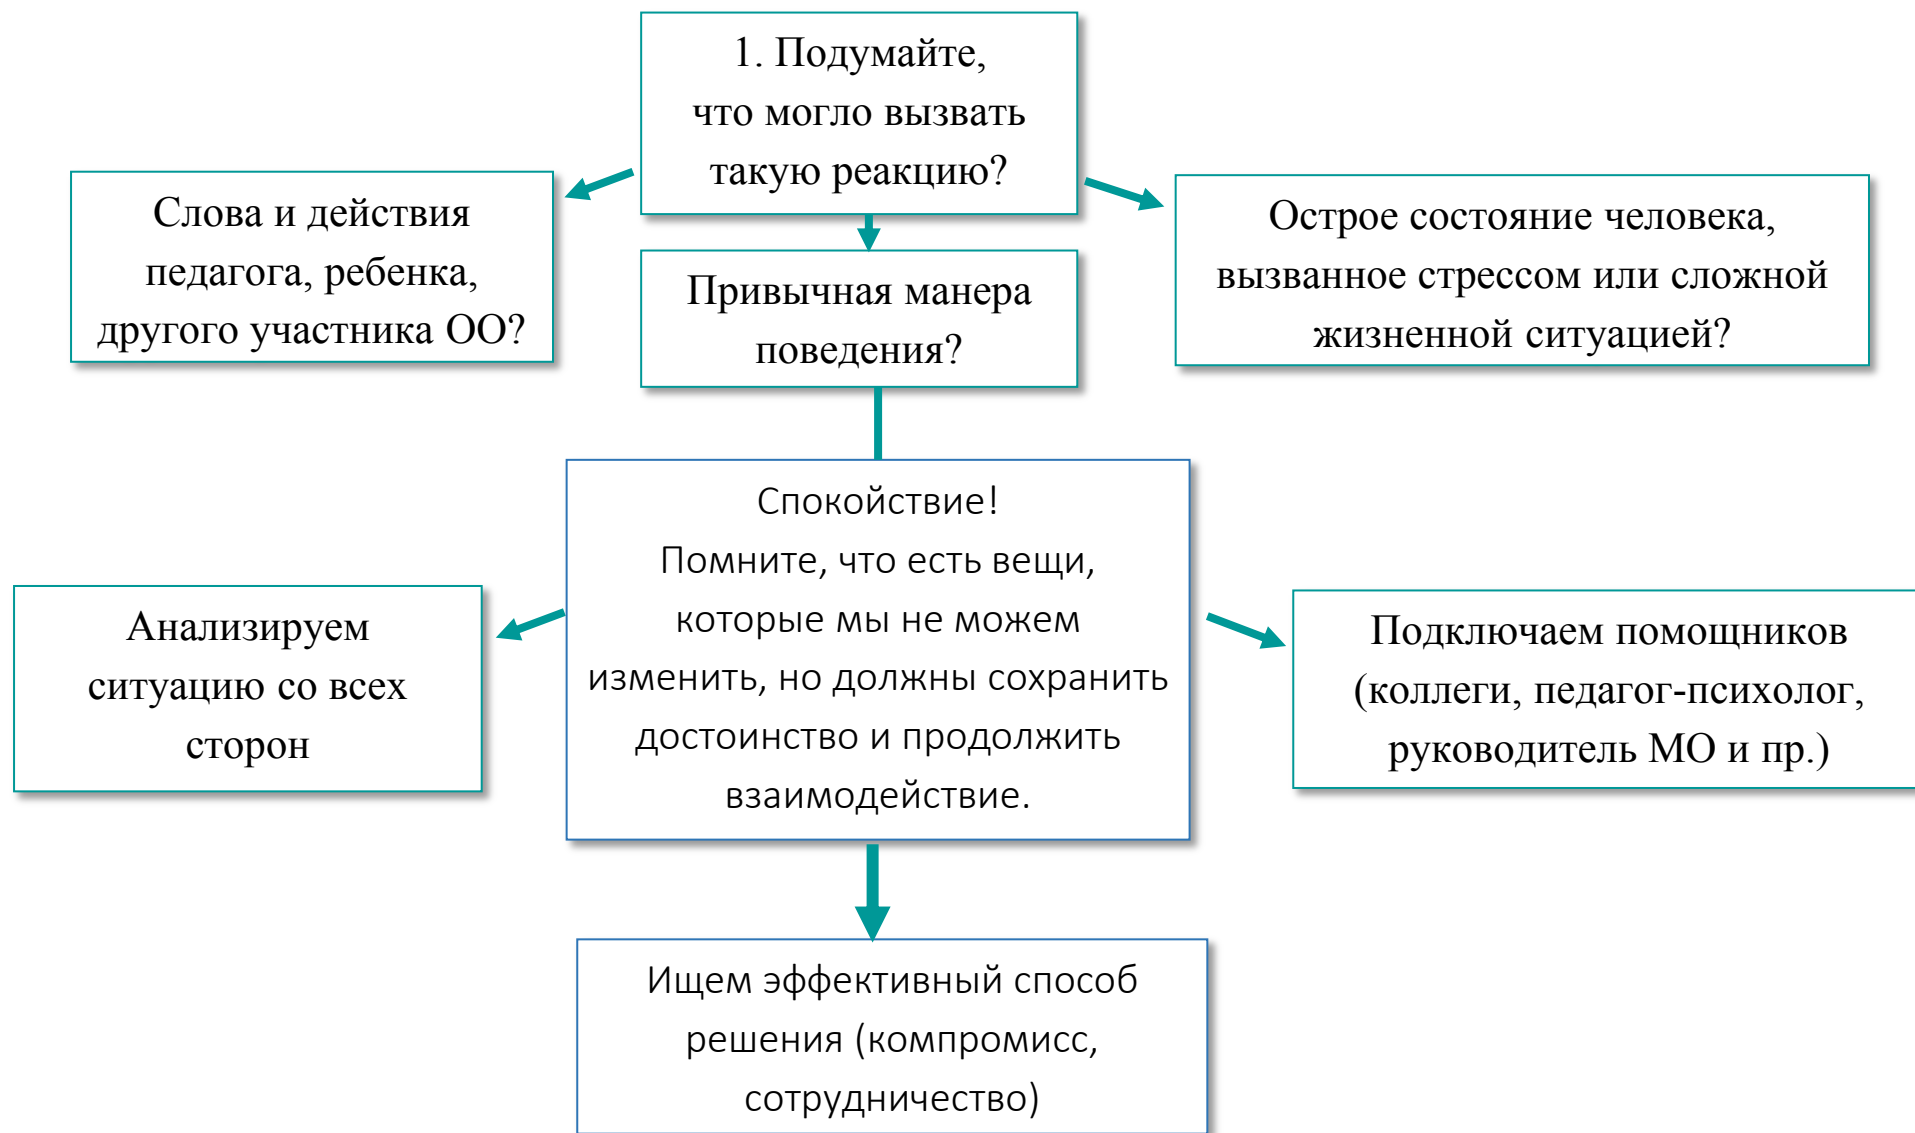 1. Подумайте,
что могло вызвать
такую реакцию?
Слова и действия
педагога, ребенка,
другого участника ОО?
Привычная манера
поведения?
Острое состояние человека,
вызванное стрессом или сложной
жизненной ситуацией?
Спокойствие!
Помните, что есть вещи,
которые мы не можем
изменить, но должны сохранить
достоинство и продолжить
взаимодействие.
Анализируем
ситуацию со всех
сторон
Подключаем помощников
(коллеги, педагог-психолог,
руководитель МО и пр.)
Ищем эффективный способ
решения (компромисс,
сотрудничество)